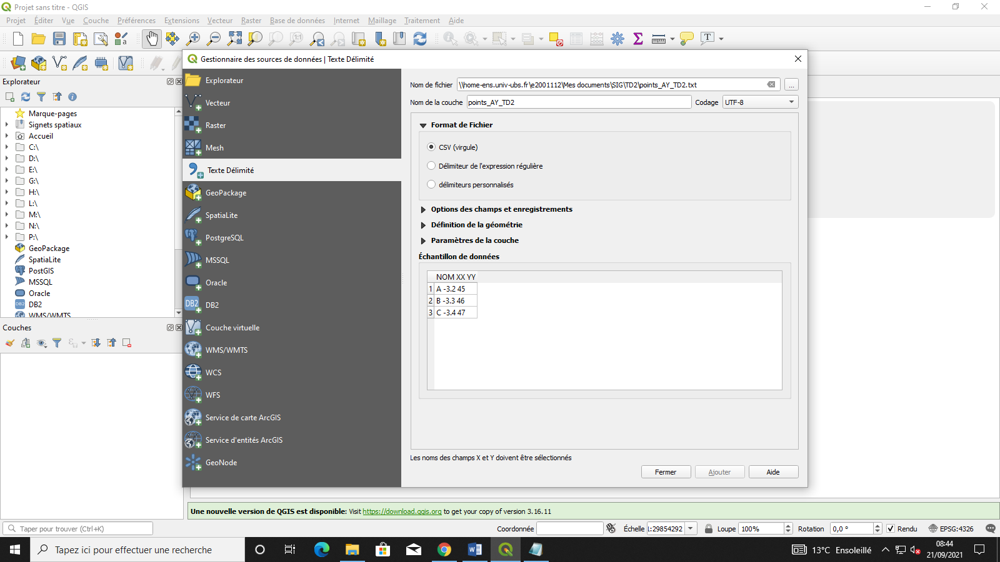 Projet sans titre - QGIS
Projet Éditer Vue Couche Préférences Extensions Vecteur Raster Base de données Internet Maillage Traitement Aide
Explorateur
Marque-pages
Signets spatiaux
Accueil
C:\
D:\
E:\
G:\
H:\
L:\
M:\
N:\
P:\
GeoPackage
SpatiaLite
PostGIS
MSSQL
Oracle
DB2
WMS/WMTS
Couches
Gestionnaire des sources de données | Texte Délimité
Explorateur
Vecteur
Raster
Mesh
Texte Délimité
GeoPackage
SpatiaLite
PostgreSQL
MSSQL
Oracle
DB2
Couche virtuelle
WMS/WMTS
WCS
WFS
Service de carte ArcGIS
Service d'entités ArcGIS
GeoNode
Nom de fichier \\home-ens.univ-ubs.fr\e2001112\Mes documents\SIG\TD2\points_AY_TD2.txt ...
Nom de la couche points_AY_TD2 Codage UTF-8
Format de Fichier
CSV (virgule)
Délimiteur de l'expression régulière
délimiteurs personnalisés
Options des champs et enregistrements
Définition de la géométrie
Paramètres de la couche
Échantillon de données
NOM XX YY
1 A -3.2 45
2 B -3.3 46
3 C -3.4 47
Les noms des champs X et Y doivent être sélectionnés
Fermer Ajouter Aide
Une nouvelle version de QGIS est disponible: Visit https://download.qgis.org to get your copy of version 3.16.11
Taper pour trouver (Ctrl+K) Coordonnée Échelle 1:29854292 Loupe 100% Rotation 0,0 ° Rendu EPSG:4326
Tapez ici pour effectuer une recherche 13°C Ensoleillé 08:44
21/09/2021